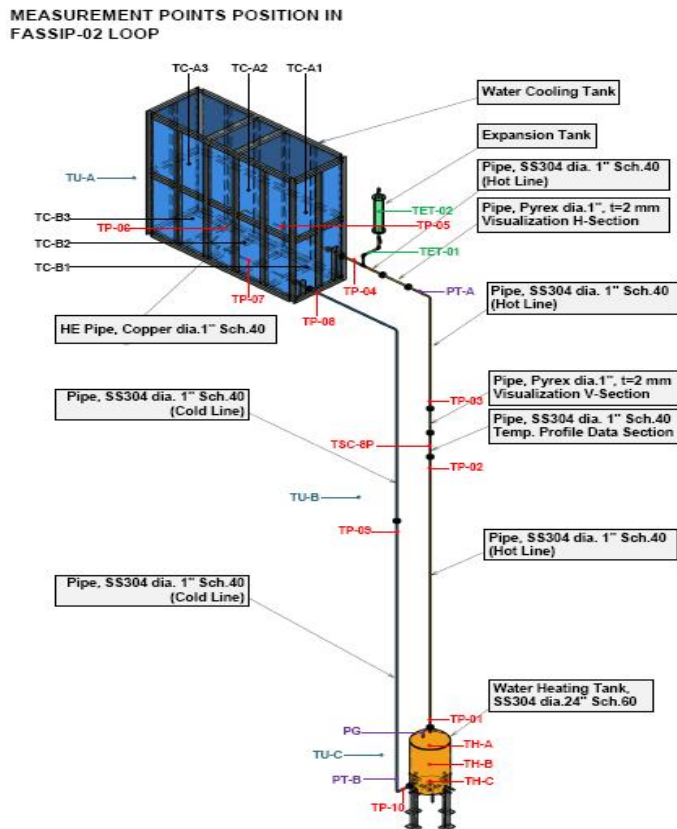 MEASUREMENT POINTS POSITION IN
FASSIP-02 LOOP
TC-A3
TC-A2
TC-A1
Water Cooling Tank
Expansion Tank
Pipe, SS304 dia. 1" Sch.40
(Hot Line)
TU-A
TET-02
Pipe, Pyrex dia.1", t=2 mm
Visualization H-Section
TC-B3
TP-06
TP-05
TC-B2
TET-01
TC-B1
TP-07
TP-04
PT-A
TP-08
Pipe, SS304 dia. 1" Sch.40
(Hot Line)
HE Pipe, Copper dia.1" Sch.40
Pipe, Pyrex dia.1", t=2 mm
Visualization V-Section
Pipe, SS304 dia. 1" Sch.40
(Cold Line)
TP-03
Pipe, SS304 dia. 1" Sch.40
Temp. Profile Data Section
TSC-8P
TP-02
TU-B
TP-09
Pipe, SS304 dia. 1" Sch.40
(Hot Line)
Pipe, SS304 dia. 1" Sch.40
(Cold Line)
Water Heating Tank,
SS304 dia.24" Sch.60
TP-01
PG
TH-A
TU-C
TH-B
PT-B
TH-C
TP-10